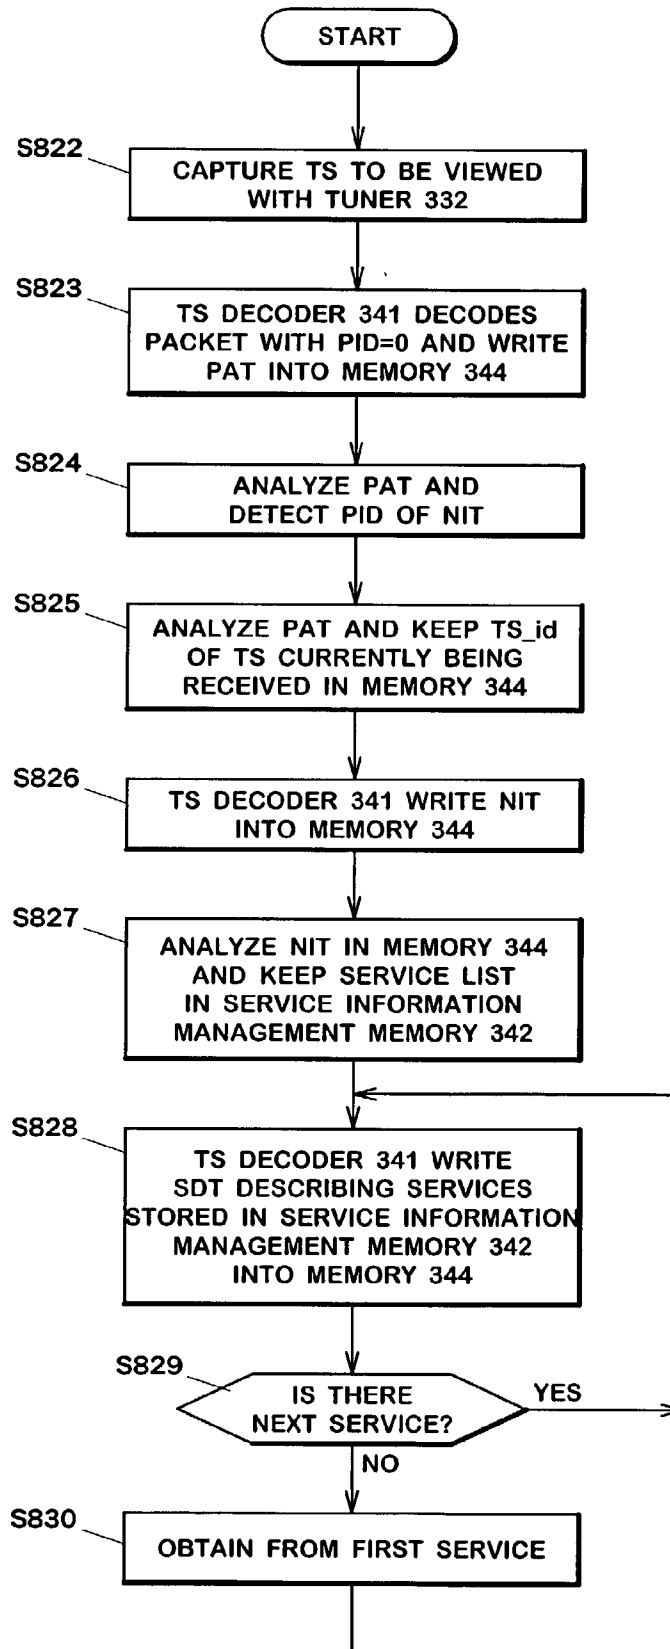 START
S822
CAPTURE TS TO BE VIEWED
WITH TUNER 332
S823
TS DECODER 341 DECODES
PACKET WITH PID=0 AND WRITE
PAT INTO MEMORY 344
S824
ANALYZE PAT AND
DETECT PID OF NIT
S825
ANALYZE PAT AND KEEP TS_id
OF TS CURRENTLY BEING
RECEIVED IN MEMORY 344
S826
TS DECODER 341 WRITE NIT
INTO MEMORY 344
S827
ANALYZE NIT IN MEMORY 344
AND KEEP SERVICE LIST
IN SERVICE INFORMATION
MANAGEMENT MEMORY 342
S828
TS DECODER 341 WRITE
SDT DESCRIBING SERVICES
STORED IN SERVICE INFORMATION
MANAGEMENT MEMORY 342
INTO MEMORY 344
S829
IS THERE
NEXT SERVICE?
YES
NO
S830
OBTAIN FROM FIRST SERVICE